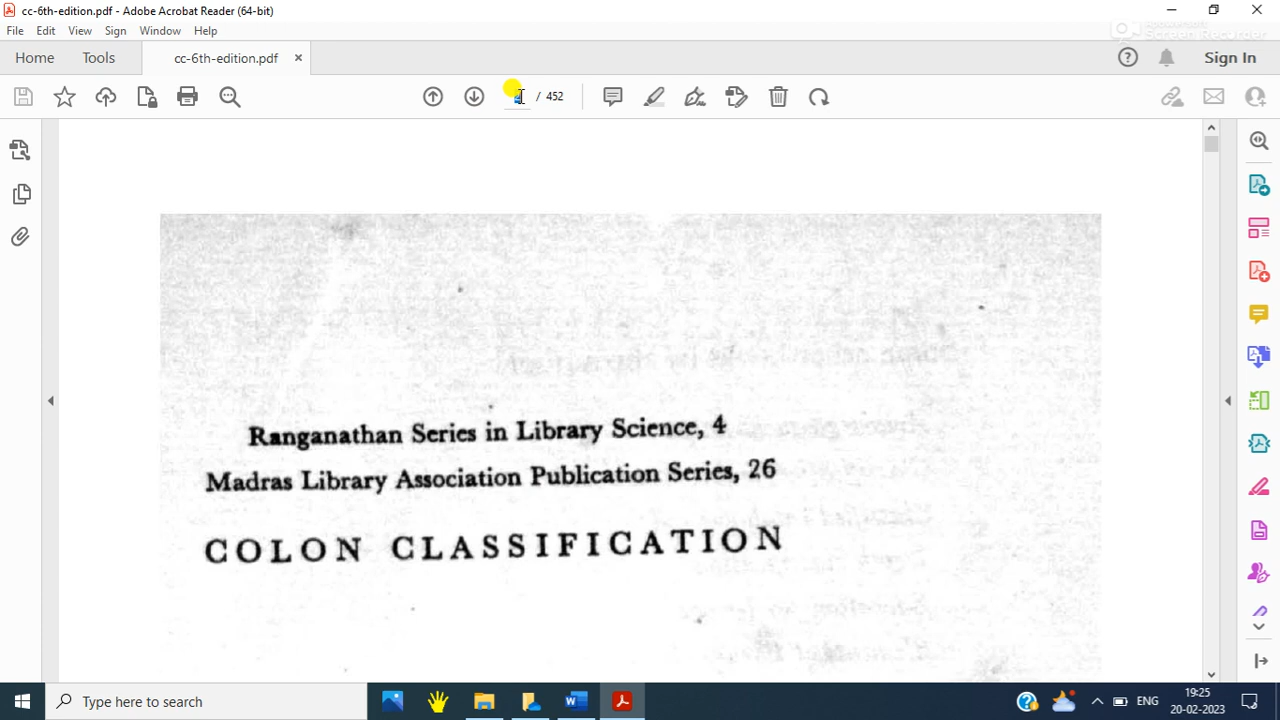 cc-6th-edition.pdf - Adobe Acrobat Reader (64-bit)
File Edit View Sign Window Help
Home Tools cc-6th-edition.pdf
Sign In
/ 452
Ranganathan Series in Library Science, 4
Madras Library Association Publication Series, 26
COLON CLASSIFICATION
Type here to search
ENG
19:25
20-02-2023